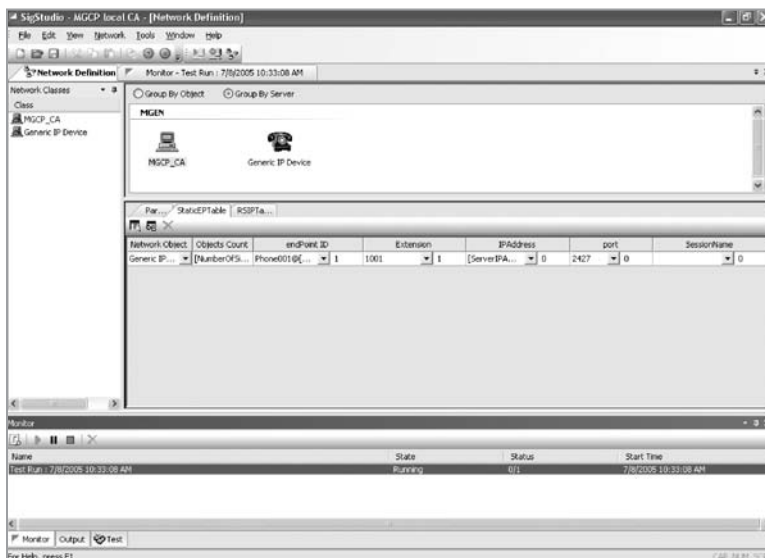 SigStudio - MGCP local CA - [Network Definition]
File Edit View Network Tools Window Help
Network Definition Monitor - Test Run : 7/8/2005 10:33:08 AM
Network Classes
Group By Object Group By Server
Class
MGCP_CA
Generic IP Device
MGEN
MGCP_CA Generic IP Device
Par... StaticEPTable RSIPTa...
Network Object Objects Count endPoint ID Extension IPAddress port SessionName
Generic IP... [NumberOfSi... Phone001@[... 1 1001 1 [ServerIPA... 0 2427 0 0
Monitor
Name State Status Start Time
Test Run : 7/8/2005 10:33:08 AM Running 0/1 7/8/2005 10:33:08 AM
Monitor Output Test
For Help, press F1 CAP NUM SCR